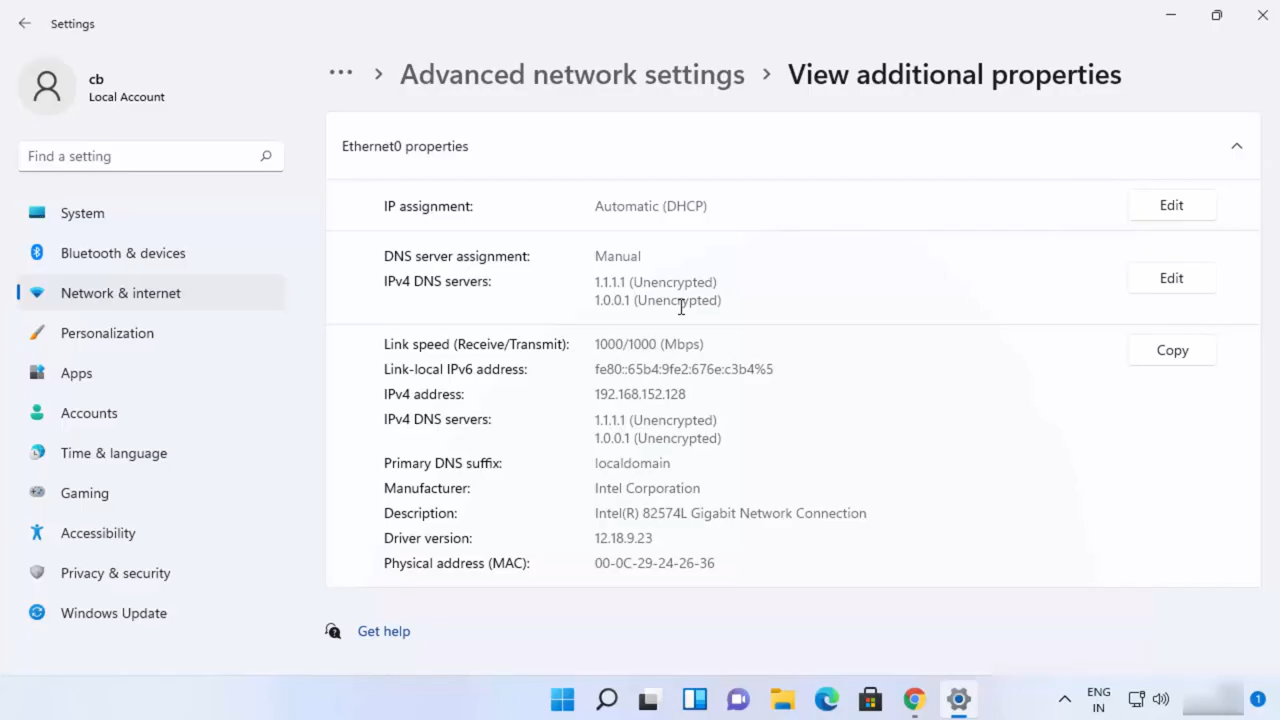 Settings
cb
Local Account
Find a setting
System
Bluetooth & devices
Network & internet
Personalization
Apps
Accounts
Time & language
Gaming
Accessibility
Privacy & security
Windows Update
··· > Advanced network settings > View additional properties
Ethernet0 properties
IP assignment: Automatic (DHCP) Edit
DNS server assignment: Manual
IPv4 DNS servers: 1.1.1.1 (Unencrypted) Edit
1.0.0.1 (Unencrypted)
Link speed (Receive/Transmit): 1000/1000 (Mbps) Copy
Link-local IPv6 address: fe80::65b4:9fe2:676e:c3b4%5
IPv4 address: 192.168.152.128
IPv4 DNS servers: 1.1.1.1 (Unencrypted)
1.0.0.1 (Unencrypted)
Primary DNS suffix: localdomain
Manufacturer: Intel Corporation
Description: Intel(R) 82574L Gigabit Network Connection
Driver version: 12.18.9.23
Physical address (MAC): 00-0C-29-24-26-36
Get help
ENG
IN
1